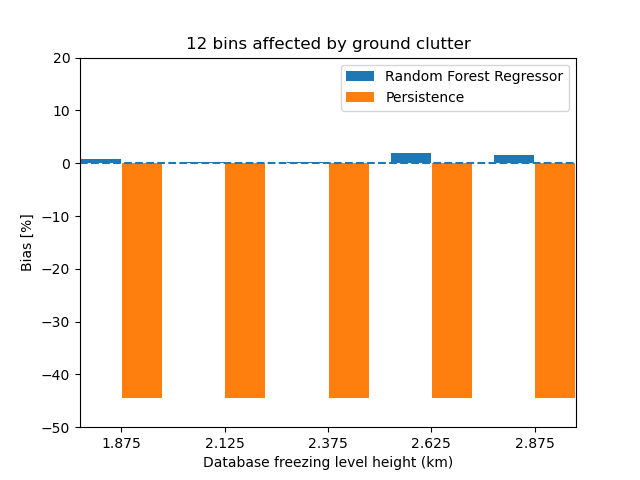 12 bins affected by ground clutter
Random Forest Regressor
Persistence
20
10
0
−10
−20
−30
−40
−50
Bias [%]
1.875 2.125 2.375 2.625 2.875
Database freezing level height (km)